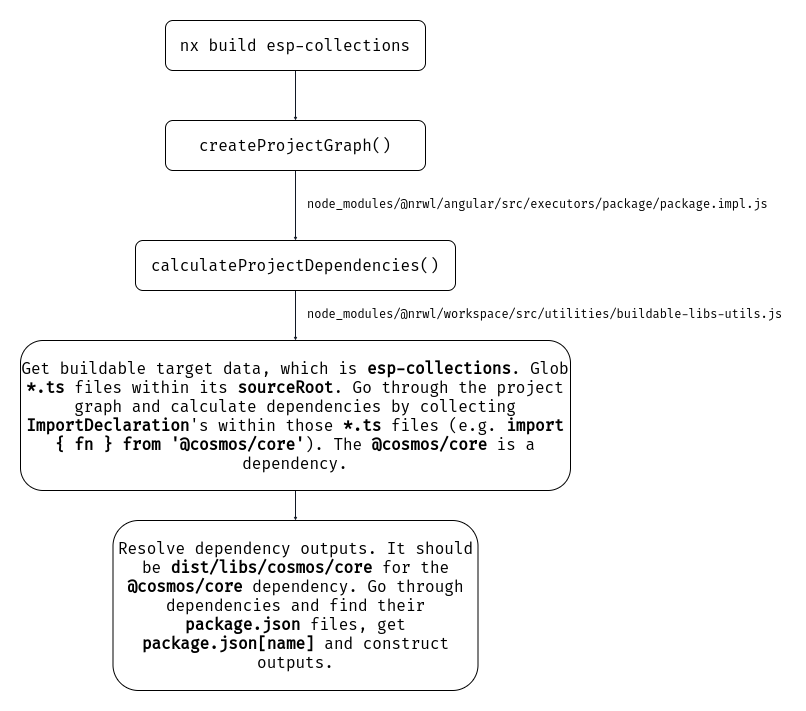 nx build esp-collections
createProjectGraph()
node_modules/@nrwl/angular/src/executors/package/package.impl.js
calculateProjectDependencies()
node_modules/@nrwl/workspace/src/utilities/buildable-libs-utils.js
Get buildable target data, which is esp-collections. Glob
*.ts files within its sourceRoot. Go through the project
graph and calculate dependencies by collecting
ImportDeclaration's within those *.ts files (e.g. import
{ fn } from '@cosmos/core'). The @cosmos/core is a
dependency.
Resolve dependency outputs. It should
be dist/libs/cosmos/core for the
@cosmos/core dependency. Go through
dependencies and find their
package.json files, get
package.json[name] and construct
outputs.